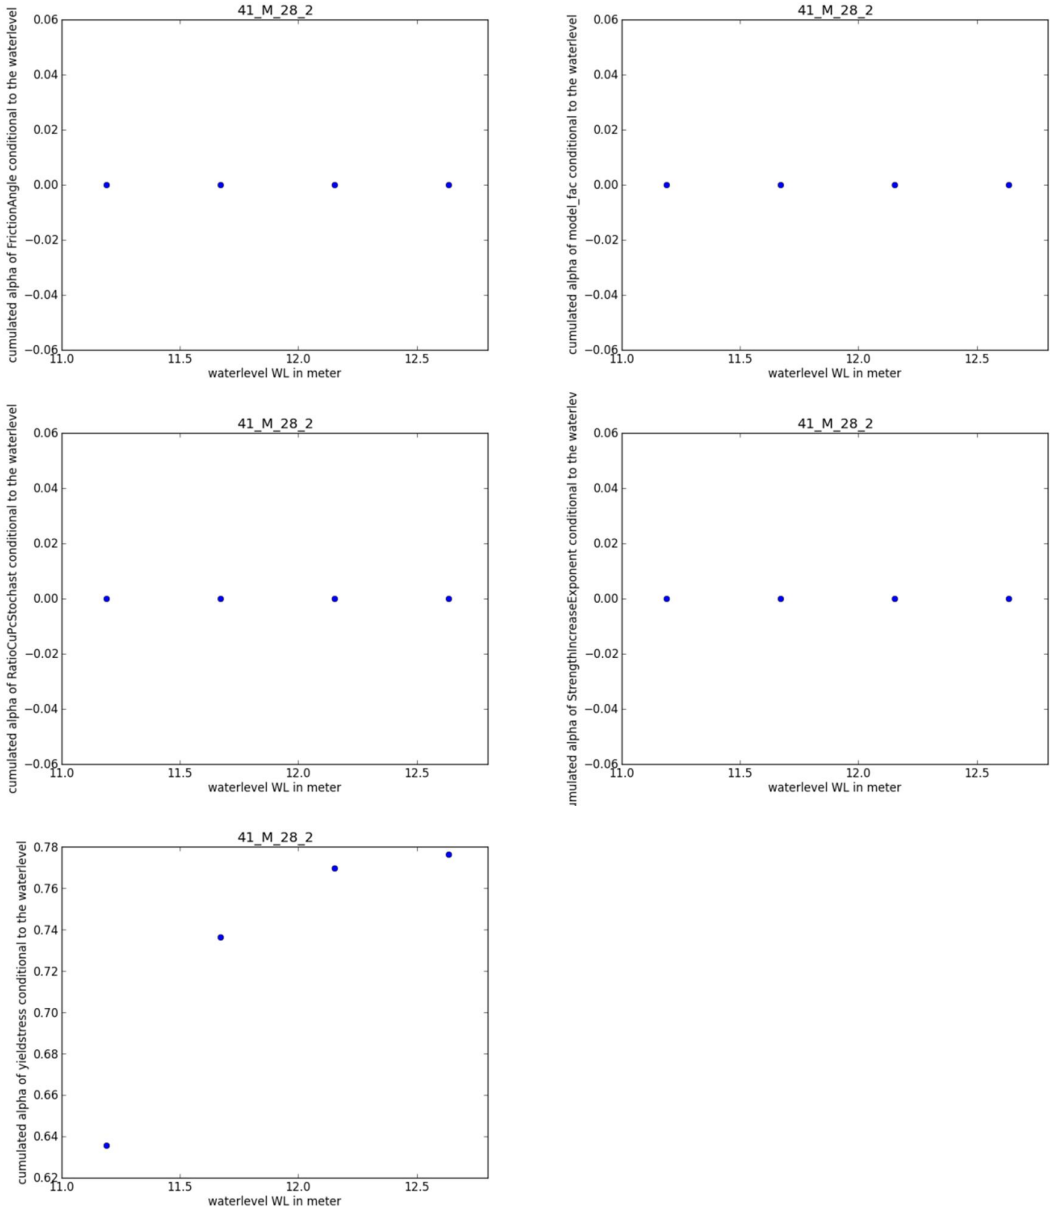 41_M_28_2
cumulated alpha of FrictionAngle conditional to the waterlevel
0.06
0.04
0.02
0.00
−0.02
−0.04
−0.06
11.0 11.5 12.0 12.5
waterlevel WL in meter
41_M_28_2
cumulated alpha of model_fac conditional to the waterlevel
0.06
0.04
0.02
0.00
−0.02
−0.04
−0.06
11.0 11.5 12.0 12.5
waterlevel WL in meter
41_M_28_2
cumulated alpha of RatioCuPcStochast conditional to the waterlevel
0.06
0.04
0.02
0.00
−0.02
−0.04
−0.06
11.0 11.5 12.0 12.5
waterlevel WL in meter
41_M_28_2
mulated alpha of StrengthIncreaseExponent conditional to the waterlev
0.06
0.04
0.02
0.00
−0.02
−0.04
−0.06
11.0 11.5 12.0 12.5
waterlevel WL in meter
41_M_28_2
cumulated alpha of yieldstress conditional to the waterlevel
0.78
0.76
0.74
0.72
0.70
0.68
0.66
0.64
0.62
11.0 11.5 12.0 12.5
waterlevel WL in meter